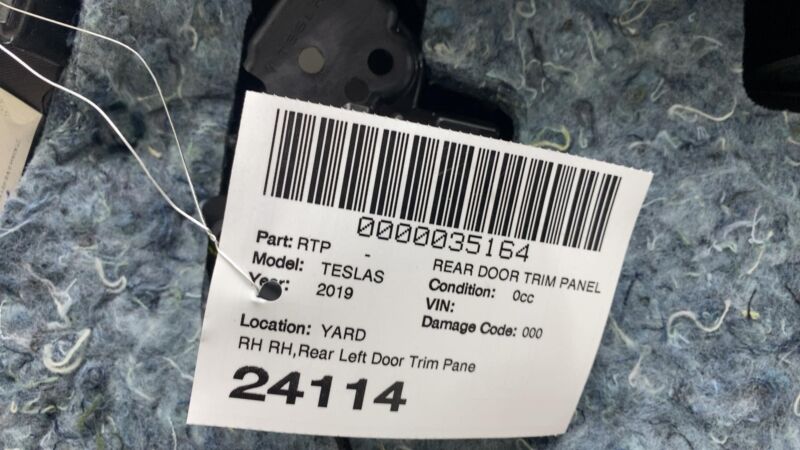 TESLA
0000035164
Part: RTP - REAR DOOR TRIM PANEL
Model: TESLAS Condition: 0cc
Year: 2019 VIN:
Damage Code: 000
Location: YARD
RH RH,Rear Left Door Trim Pane
24114